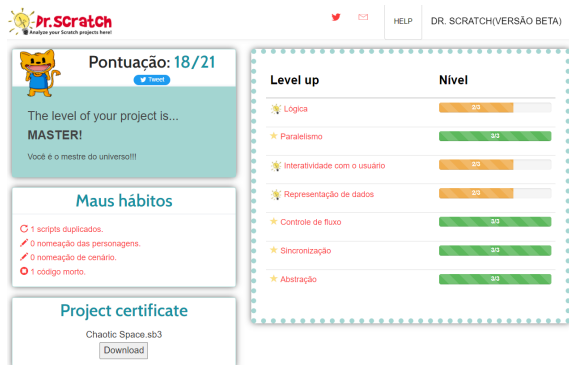 Dr. Scratch
Analyze your Scratch projects here!
HELP
DR. SCRATCH(VERSÃO BETA)
Pontuação: 18/21
Tweet
The level of your project is...
MASTER!
Você é o mestre do universo!!!
Maus hábitos
1 scripts duplicados.
0 nomeação das personagens.
0 nomeação de cenário.
1 código morto.
Project certificate
Chaotic Space.sb3
Download
Level up Nível
Lógica 2/3
Paralelismo 3/3
Interatividade com o usuário 2/3
Representação de dados 2/3
Controle de fluxo 3/3
Sincronização 3/3
Abstração 3/3